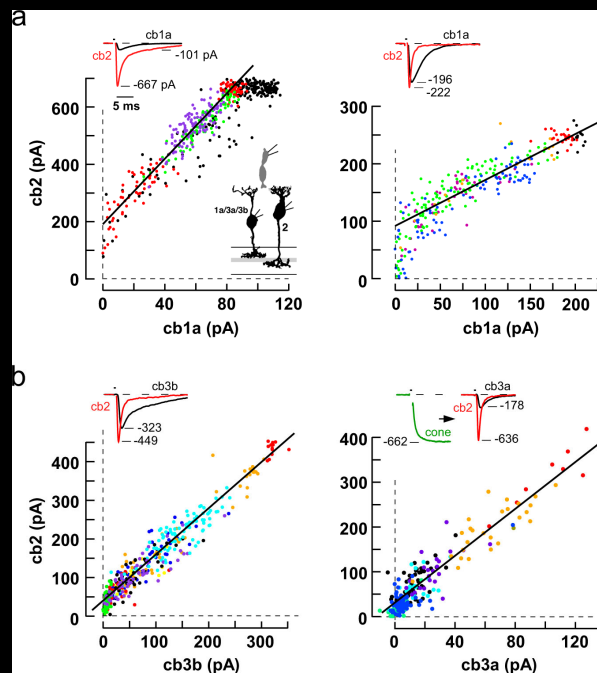 a
cb1a
cb2
-101 pA
-667 pA
5 ms
600
400
200
0
cb2 (pA)
1a/3a/3b
2
0 40 80 120
cb1a (pA)
cb1a
cb2
-196
-222
300
200
100
0
0 50 100 150 200
cb1a (pA)
b
cb3b
cb2
-323
-449
400
300
200
100
0
cb2 (pA)
0 100 200 300
cb3b (pA)
cb3a
cb2
-178
-662
cone
-636
400
300
200
100
0
0 40 80 120
cb3a (pA)